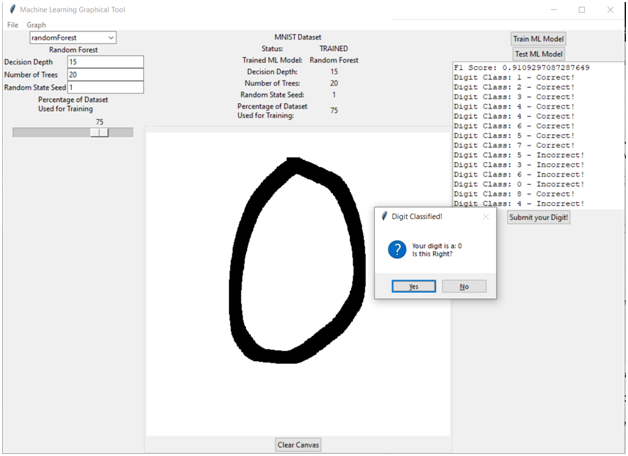 Machine Learning Graphical Tool
File Graph
randomForest
Random Forest
Decision Depth 15
Number of Trees 20
Random State Seed 1
Percentage of Dataset
Used for Training
75
MNIST Dataset
Status: TRAINED
Trained ML Model: Random Forest
Decision Depth: 15
Number of Trees: 20
Random State Seed: 1
Percentage of Dataset
Used for Training: 75
Train ML Model
Test ML Model
F1 Score: 0.9109297087287649
Digit Class: 1 - Correct!
Digit Class: 2 - Correct!
Digit Class: 3 - Correct!
Digit Class: 4 - Correct!
Digit Class: 4 - Correct!
Digit Class: 6 - Correct!
Digit Class: 5 - Correct!
Digit Class: 7 - Correct!
Digit Class: 5 - Incorrect!
Digit Class: 3 - Incorrect!
Digit Class: 6 - Incorrect!
Digit Class: 0 - Incorrect!
Digit Class: 8 - Correct!
Digit Class: 4 - Incorrect!
Submit your Digit!
Digit Classified!
Your digit is a: 0
Is this Right?
Yes No
Clear Canvas